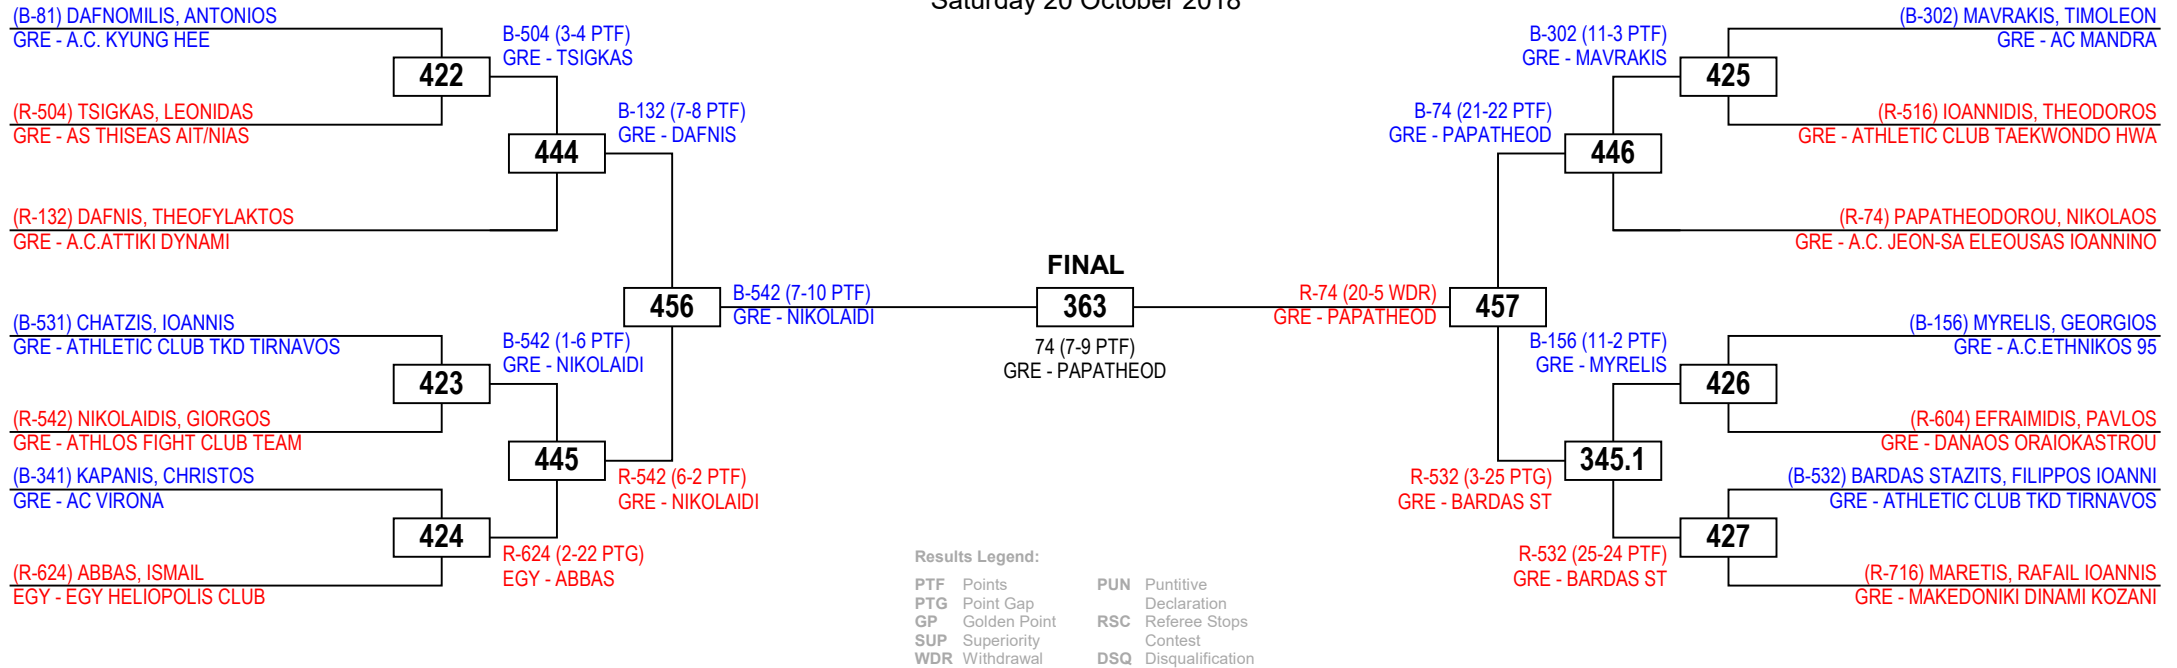 Saturday 20 October 2018
(B-81) DAFNOMILIS, ANTONIOS
GRE - A.C. KYUNG HEE
B-504 (3-4 PTF)
GRE - TSIGKAS
422
(R-504) TSIGKAS, LEONIDAS
GRE - AS THISEAS AIT/NIAS
B-132 (7-8 PTF)
GRE - DAFNIS
444
(R-132) DAFNIS, THEOFYLAKTOS
GRE - A.C.ATTIKI DYNAMI
456
B-542 (7-10 PTF)
GRE - NIKOLAIDI
(B-531) CHATZIS, IOANNIS
GRE - ATHLETIC CLUB TKD TIRNAVOS
B-542 (1-6 PTF)
GRE - NIKOLAIDI
423
(R-542) NIKOLAIDIS, GIORGOS
GRE - ATHLOS FIGHT CLUB TEAM
445
(B-341) KAPANIS, CHRISTOS
GRE - AC VIRONA
R-542 (6-2 PTF)
GRE - NIKOLAIDI
424
R-624 (2-22 PTG)
EGY - ABBAS
(R-624) ABBAS, ISMAIL
EGY - EGY HELIOPOLIS CLUB
FINAL
363
74 (7-9 PTF)
GRE - PAPATHEOD
(B-302) MAVRAKIS, TIMOLEON
GRE - AC MANDRA
B-302 (11-3 PTF)
GRE - MAVRAKIS
425
(R-516) IOANNIDIS, THEODOROS
GRE - ATHLETIC CLUB TAEKWONDO HWA
B-74 (21-22 PTF)
GRE - PAPATHEOD
446
(R-74) PAPATHEODOROU, NIKOLAOS
GRE - A.C. JEON-SA ELEOUSAS IOANNINO
R-74 (20-5 WDR)
GRE - PAPATHEOD
457
(B-156) MYRELIS, GEORGIOS
GRE - A.C.ETHNIKOS 95
B-156 (11-2 PTF)
GRE - MYRELIS
426
(R-604) EFRAIMIDIS, PAVLOS
GRE - DANAOS ORAIOKASTROU
345.1
R-532 (3-25 PTG)
GRE - BARDAS ST
(B-532) BARDAS STAZITS, FILIPPOS IOANNI
GRE - ATHLETIC CLUB TKD TIRNAVOS
427
R-532 (25-24 PTF)
GRE - BARDAS ST
(R-716) MARETIS, RAFAIL IOANNIS
GRE - MAKEDONIKI DINAMI KOZANI
Results Legend:
PTF Points
PTG Point Gap
GP Golden Point
SUP Superiority
WDR Withdrawal
PUN Puntitive
Declaration
RSC Referee Stops
Contest
DSQ Disqualification